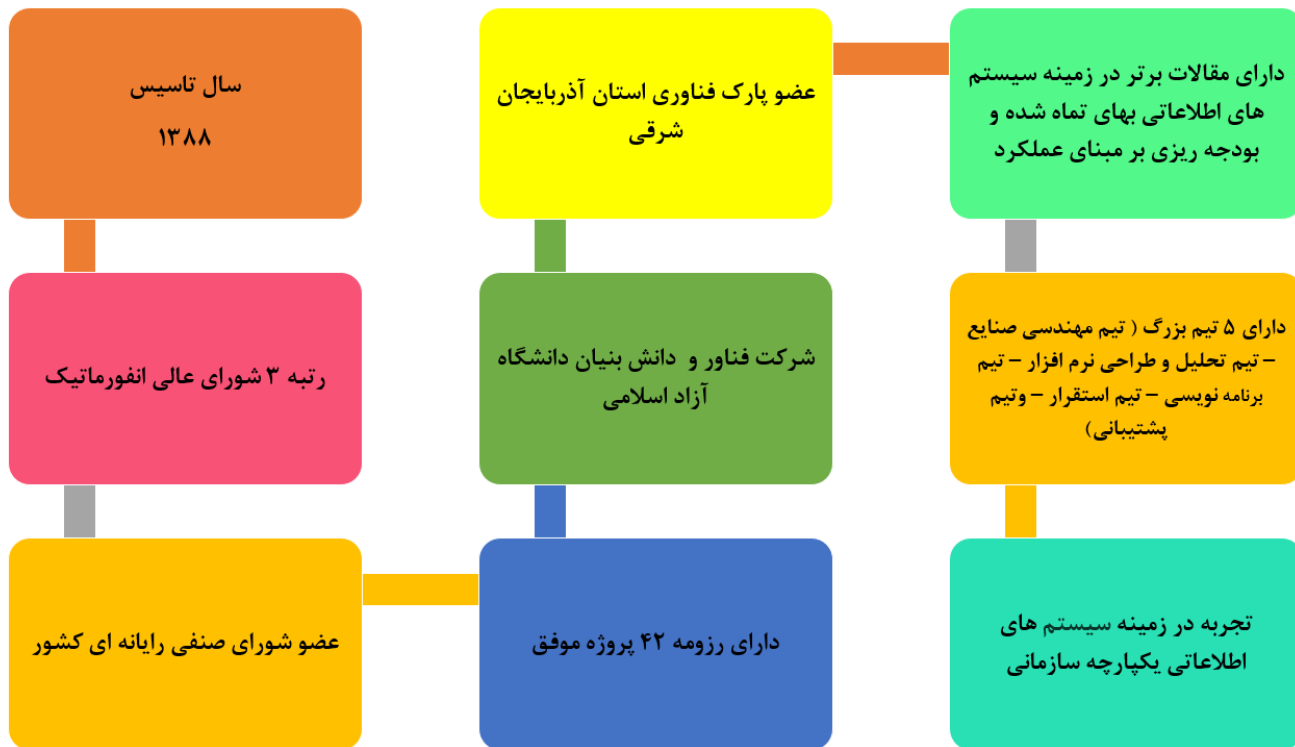 سال تاسیس
۱۳۸۸
رتبه ۳ شورای عالی انفورماتیک
عضو شورای صنفی رایانه ای کشور
دارای رزومه ۴۲ پروژه موفق
شرکت فناور و دانش بنیان دانشگاه
آزاد اسلامی
عضو پارک فناوری استان آذربایجان
شرقی
دارای مقالات برتر در زمینه سیستم
های اطلاعاتی بهای تماه شده و
بودجه ریزی بر مبنای عملکرد
دارای ۵ تیم بزرگ ( تیم مهندسی صنایع
– تیم تحلیل و طراحی نرم افزار – تیم
برنامه نویسی – تیم استقرار – وتیم
پشتیبانی)
تجربه در زمینه سیستم های
اطلاعاتی یکپارچه سازمانی